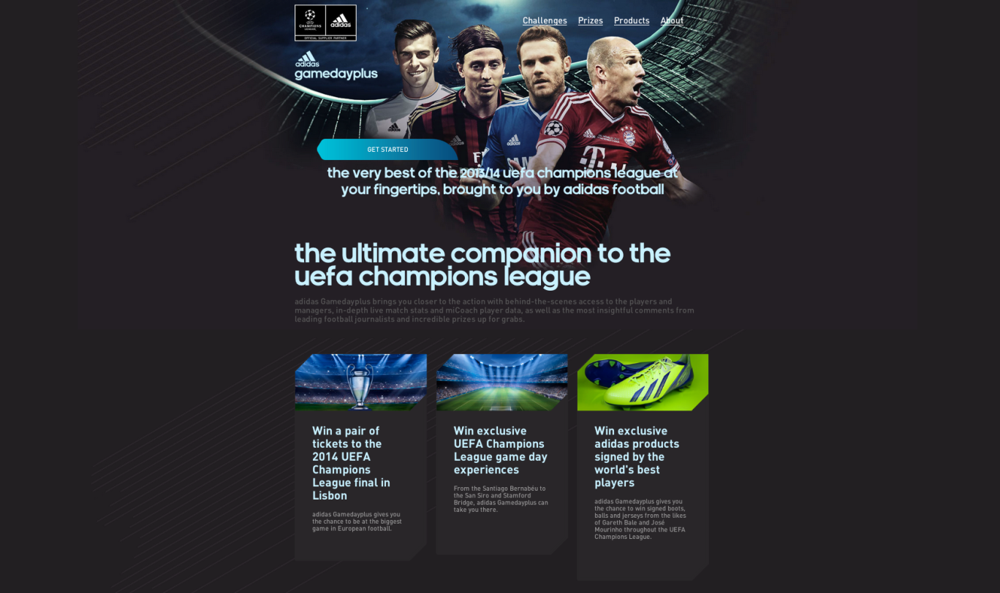 UEFA
CHAMPIONS
LEAGUE
adidas
OFFICIAL SUPPLIER PARTNER
Challenges Prizes Products About
adidas
gamedayplus
GET STARTED
the very best of the 2013/14 uefa champions league at
your fingertips, brought to you by adidas football
the ultimate companion to the
uefa champions league
adidas Gamedayplus brings you closer to the action with behind-the-scenes access to the players and
managers, in-depth live match stats and miCoach player data, as well as the most insightful comments from
leading football journalists and incredible prizes up for grabs.
Win a pair of
tickets to the
2014 UEFA
Champions
League final in
Lisbon
adidas Gamedayplus gives you
the chance to be at the biggest
game in European football.
Win exclusive
UEFA Champions
League game day
experiences
From the Santiago Bernabéu to
the San Siro and Stamford
Bridge, adidas Gamedayplus can
take you there.
Win exclusive
adidas products
signed by the
world's best
players
adidas Gamedayplus gives you
the chance to win signed boots,
balls and jerseys from the likes
of Gareth Bale and José
Mourinho throughout the UEFA
Champions League.